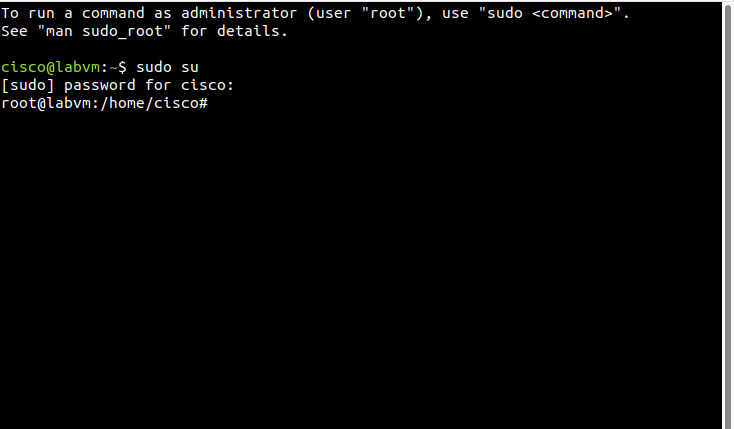 To run a command as administrator (user "root"), use "sudo <command>".
See "man sudo_root" for details.
cisco@labvm:~$ sudo su
[sudo] password for cisco:
root@labvm:/home/cisco#